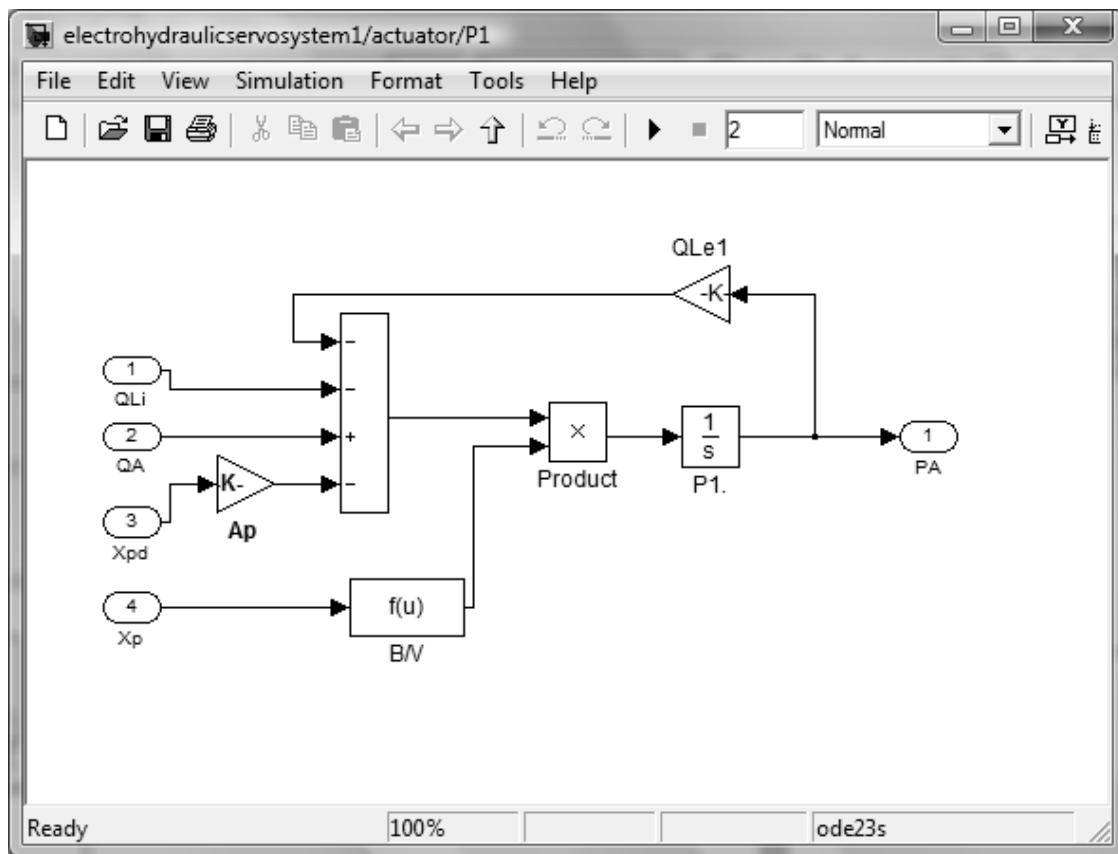 electrohydraulicservosystem1/actuator/P1
File Edit View Simulation Format Tools Help
2 Normal
QLe1
-K-
1
QLi
2
QA
K-
Ap
3
Xpd
4
Xp
− − + −
f(u)
B/V
×
Product
1
s
P1.
1
PA
Ready 100% ode23s